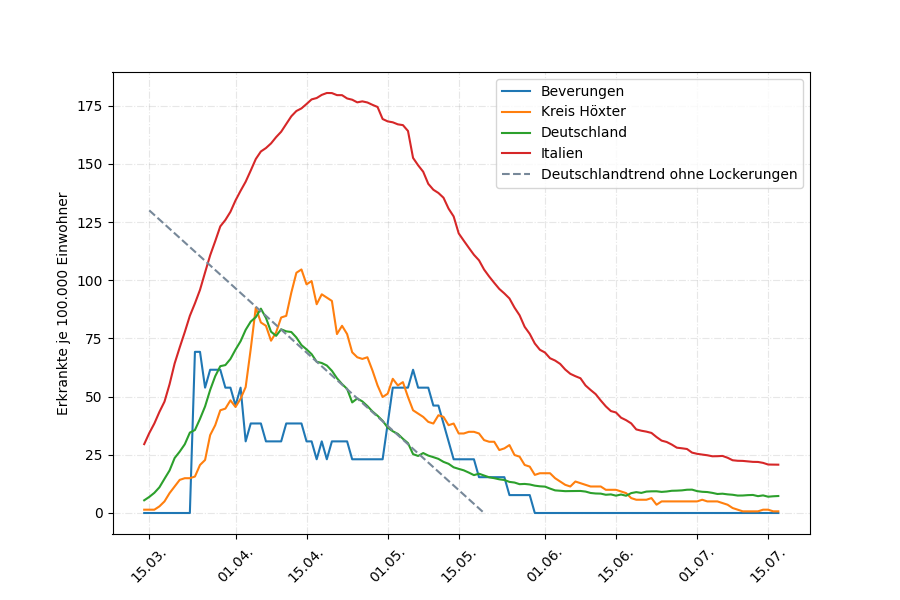 Erkrankte je 100.000 Einwohner
175
150
125
100
75
50
25
0
15.03.
01.04.
15.04.
01.05.
15.05.
01.06.
15.06.
01.07.
15.07.
Beverungen
Kreis Höxter
Deutschland
Italien
Deutschlandtrend ohne Lockerungen